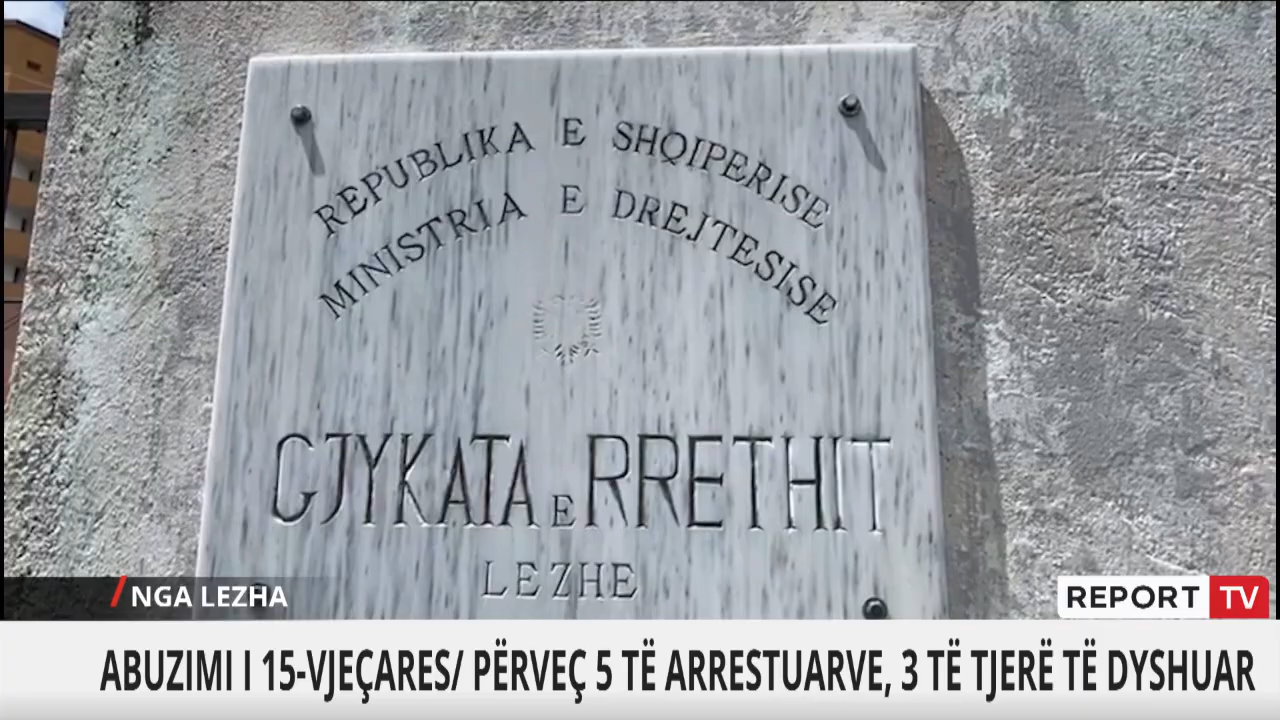 REPUBLIKA E SHQIPERISE
MINISTRIA E DREJTESISE
GJYKATA E RRETHIT
LEZHE
/NGA LEZHA
REPORT TV
ABUZIMI I 15-VJEÇARES/ PËRVEÇ 5 TË ARRESTUARVE, 3 TË TJERË TË DYSHUAR